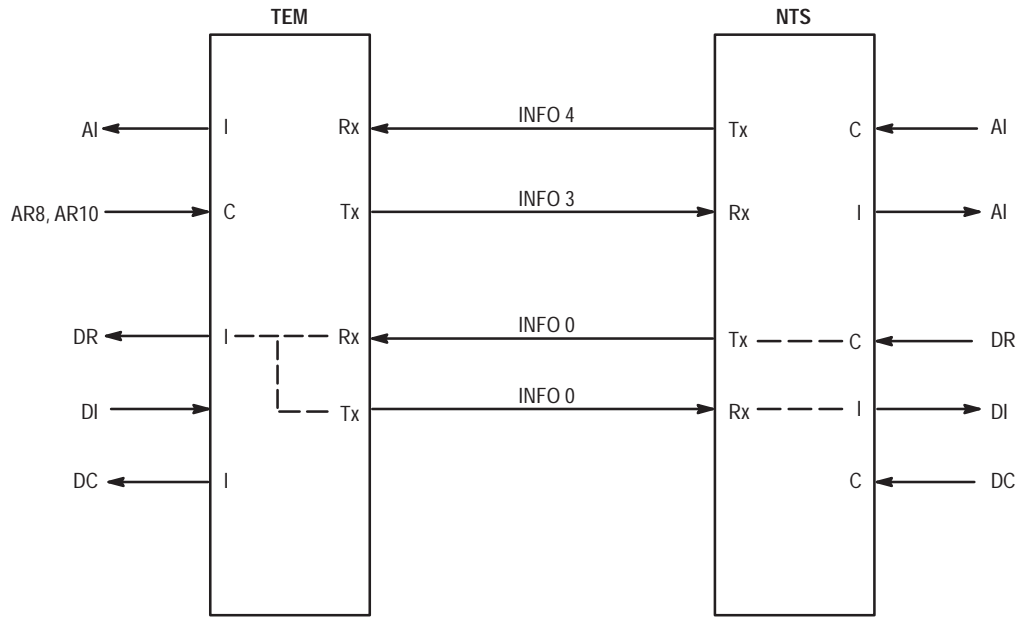 TEM NTS
AI I Rx INFO 4 Tx C AI
AR8, AR10 C Tx INFO 3 Rx I AI
DR I Rx INFO 0 Tx C DR
DI Tx INFO 0 Rx I DI
DC I C DC